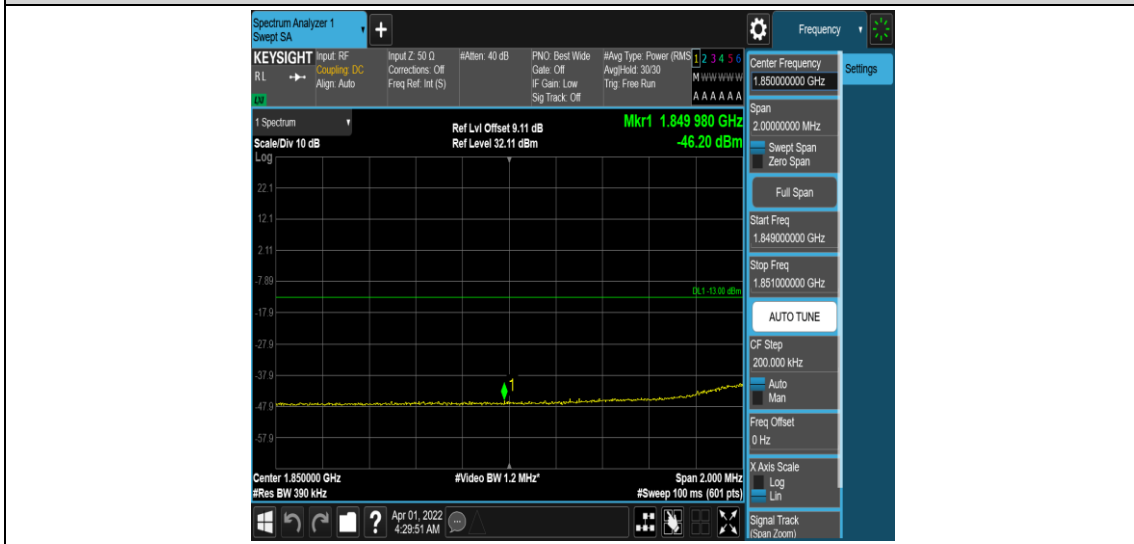 Spectrum Analyzer 1
Swept SA
+
Frequency
KEYSIGHT
RL
LXI
Input: RF
Coupling: DC
Align: Auto
Input Z: 50 Ω
Corrections: Off
Freq Ref: Int (S)
#Atten: 40 dB
PNO: Best Wide
Gate: Off
IF Gain: Low
Sig Track: Off
#Avg Type: Power (RMS
Avg|Hold: 30/30
Trig: Free Run
1 2 3 4 5 6
M W W W W W
A A A A A A
1 Spectrum
Ref Lvl Offset 9.11 dB
Mkr1 1.849 980 GHz
Scale/Div 10 dB
Ref Level 32.11 dBm
-46.20 dBm
Log
22.1
12.1
2.11
-7.89
DL1 -13.00 dBm
-17.9
-27.9
-37.9
1
-47.9
-57.9
Center 1.850000 GHz
#Video BW 1.2 MHz*
Span 2.000 MHz
#Res BW 390 kHz
#Sweep 100 ms (601 pts)
Center Frequency
1.850000000 GHz
Settings
Span
2.00000000 MHz
Swept Span
Zero Span
Full Span
Start Freq
1.849000000 GHz
Stop Freq
1.851000000 GHz
AUTO TUNE
CF Step
200.000 kHz
Auto
Man
Freq Offset
0 Hz
X Axis Scale
Log
Lin
Signal Track
(Span Zoom)
?
Apr 01, 2022
4:29:51 AM